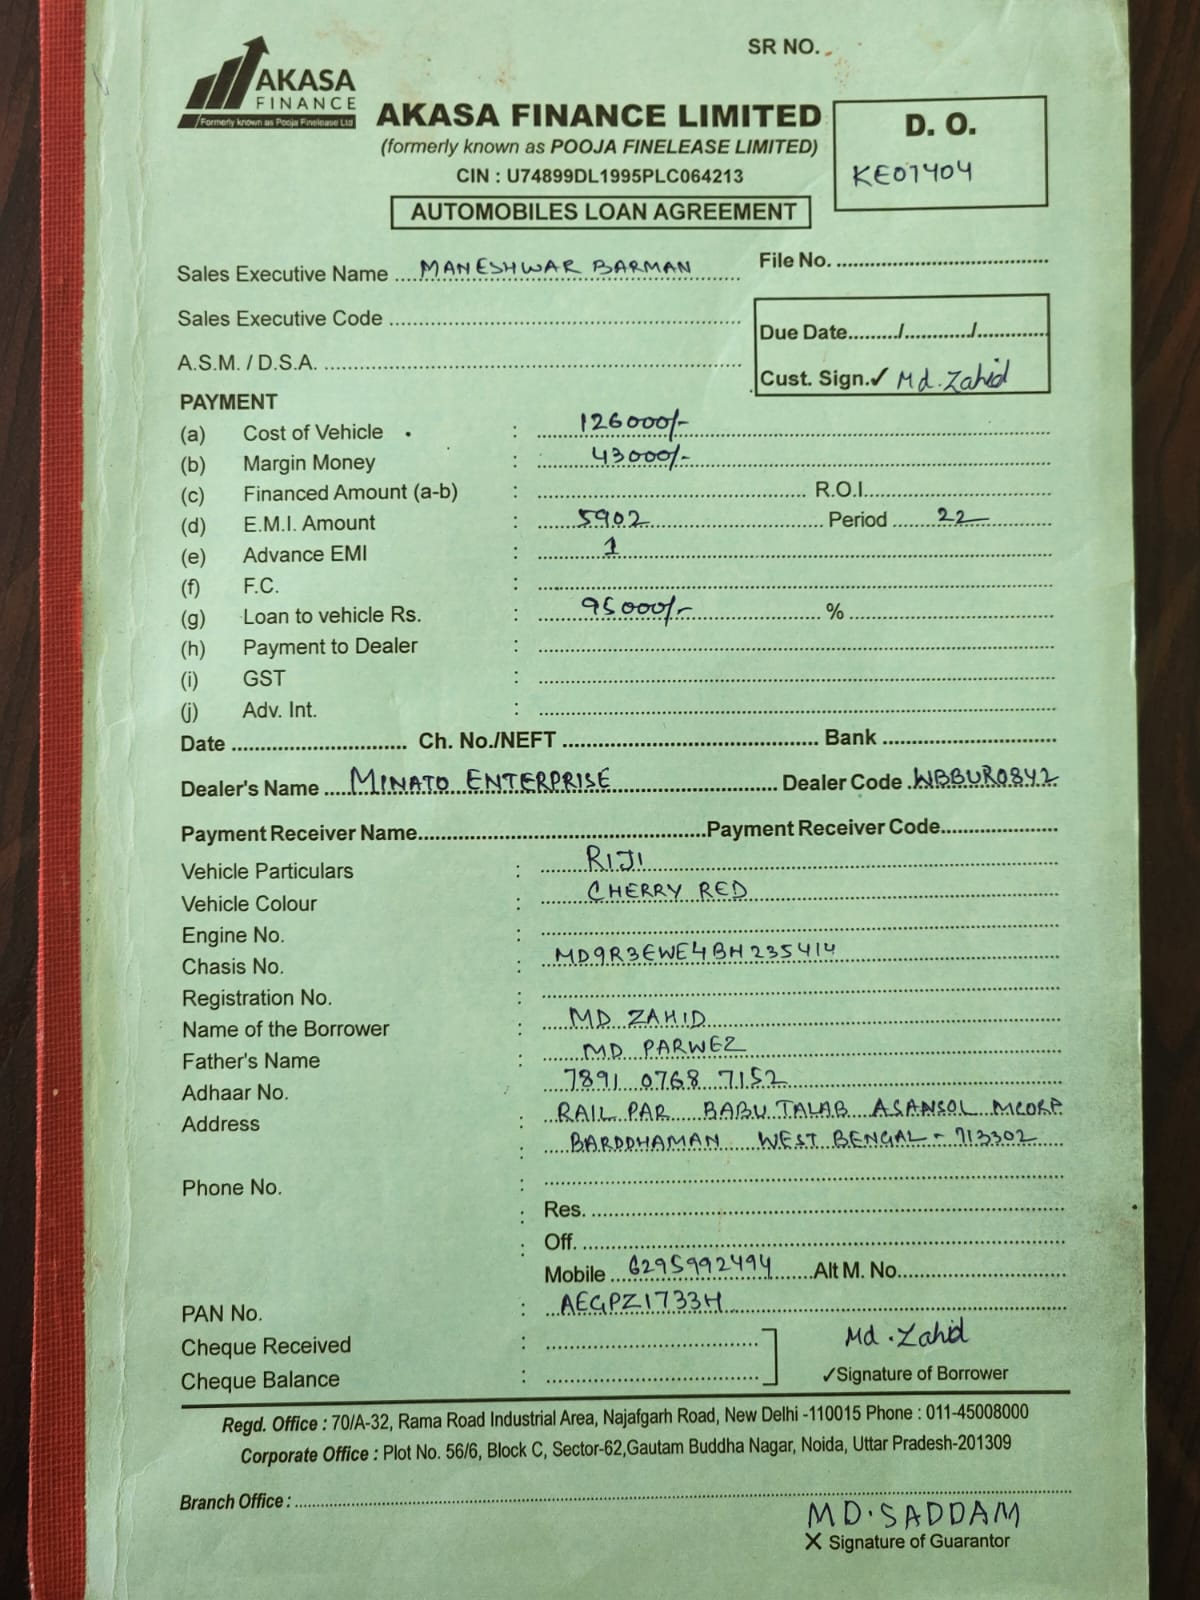 SR NO.
AKASA
FINANCE
Formerly known as Pooja Finelease Ltd
AKASA FINANCE LIMITED
(formerly known as POOJA FINELEASE LIMITED)
CIN : U74899DL1995PLC064213
AUTOMOBILES LOAN AGREEMENT
D. O.
KE07404
Sales Executive Name ....MANESHWAR BARMAN
File No.
Sales Executive Code
Due Date........./............/.............
A.S.M. / D.S.A.
Cust. Sign.✓ Md. Zahid
PAYMENT
(a) Cost of Vehicle : 126000/-
(b) Margin Money : 43000/-
(c) Financed Amount (a-b) : R.O.I.
(d) E.M.I. Amount : 5902 Period 22
(e) Advance EMI : 1
(f) F.C. :
(g) Loan to vehicle Rs. : 95000/- %
(h) Payment to Dealer :
(i) GST :
(j) Adv. Int. :
Date Ch. No./NEFT Bank
Dealer's Name MINATO ENTERPRISE Dealer Code WBBUR0842
Payment Receiver Name Payment Receiver Code
Vehicle Particulars : RIJI
Vehicle Colour : CHERRY RED
Engine No. :
Chasis No. : MD9R3EWE4BH235414
Registration No. :
Name of the Borrower : MD ZAHID
Father's Name : MD PARWEZ
Adhaar No. 7891 0768 7152
Address : RAIL PAR BABU TALAB ASANSOL MCORP
: BARDDHAMAN WEST BENGAL - 713302
Phone No. :
: Res.
: Off.
Mobile 6295992494 Alt M. No.
PAN No. : AEGPZ1733H
Cheque Received : Md. Zahid
Cheque Balance : ✓Signature of Borrower
Regd. Office : 70/A-32, Rama Road Industrial Area, Najafgarh Road, New Delhi -110015 Phone : 011-45008000
Corporate Office : Plot No. 56/6, Block C, Sector-62,Gautam Buddha Nagar, Noida, Uttar Pradesh-201309
Branch Office :
MD. SADDAM
X Signature of Guarantor